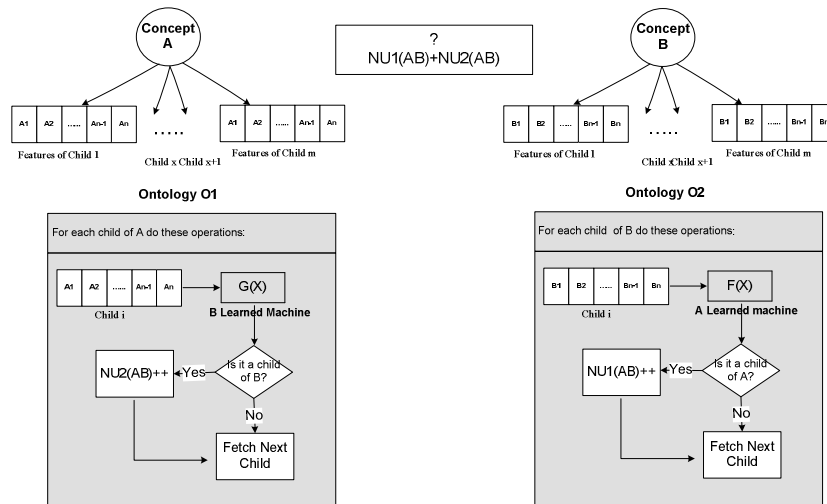 Concept
A
?
NU1(AB)+NU2(AB)
Concept
B
A1 A2 ...... An-1 An
.....
A1 A2 ...... An-1 An
B1 B2 ...... Bn-1 Bn
.....
B1 B2 ...... Bn-1 Bn
Features of Child 1
Child x Child x+1
Features of Child m
Features of Child 1
Child x Child x+1
Features of Child m
Ontology O1
Ontology O2
For each child of A do these operations:
A1 A2 ...... An-1 An
G(X)
Child i
B Learned Machine
Is it a child
of B?
Yes
NU2(AB)++
No
Fetch Next
Child
For each child of B do these operations:
B1 B2 ...... Bn-1 Bn
F(X)
Child i
A Learned machine
Is it a child
of A?
Yes
NU1(AB)++
No
Fetch Next
Child